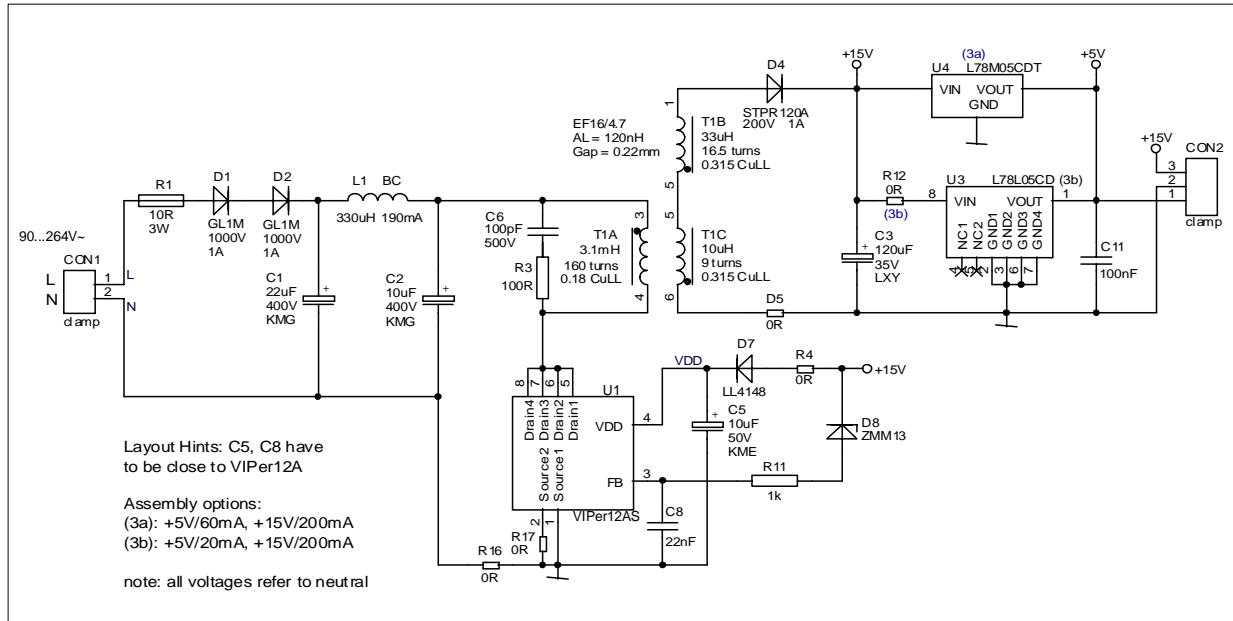 +15V
(3a)
+5V
U4
L78M05CDT
VIN
VOUT
GND
D4
STPR120A
200V 1A
1
T1B
33uH
16.5 turns
0.315 CuLL
5
EF16/4.7
AL = 120nH
Gap = 0.22mm
+15V
CON2
3
2
1
clamp
R12
0R
(3b)
U3
L78L05CD
(3b)
8
VIN
VOUT
1
NC1
NC2
GND1
GND2
GND3
GND4
4
5
2
3
6
7
C3
120uF
35V
LXY
C11
100nF
R1
10R
3W
D1
GL1M
1000V
1A
D2
GL1M
1000V
1A
L1
BC
330uH
190mA
C6
100pF
500V
R3
100R
3
T1A
3.1mH
160 turns
0.18 CuLL
4
5
T1C
10uH
9 turns
0.315 CuLL
6
D5
0R
90...264V~
CON1
L
N
1
2
clamp
L
N
C1
22uF
400V
KMG
C2
10uF
400V
KMG
VDD
D7
LL4148
R4
0R
+15V
D8
ZMM13
U1
8
7
6
5
Drain4
Drain3
Drain2
Drain1
VDD
4
Source2
Source1
FB
3
2
1
VIPer12AS
C5
10uF
50V
KME
R11
1k
C8
22nF
R17
0R
R16
0R
Layout Hints: C5, C8 have
to be close to VIPer12A
Assembly options:
(3a): +5V/60mA, +15V/200mA
(3b): +5V/20mA, +15V/200mA
note: all voltages refer to neutral